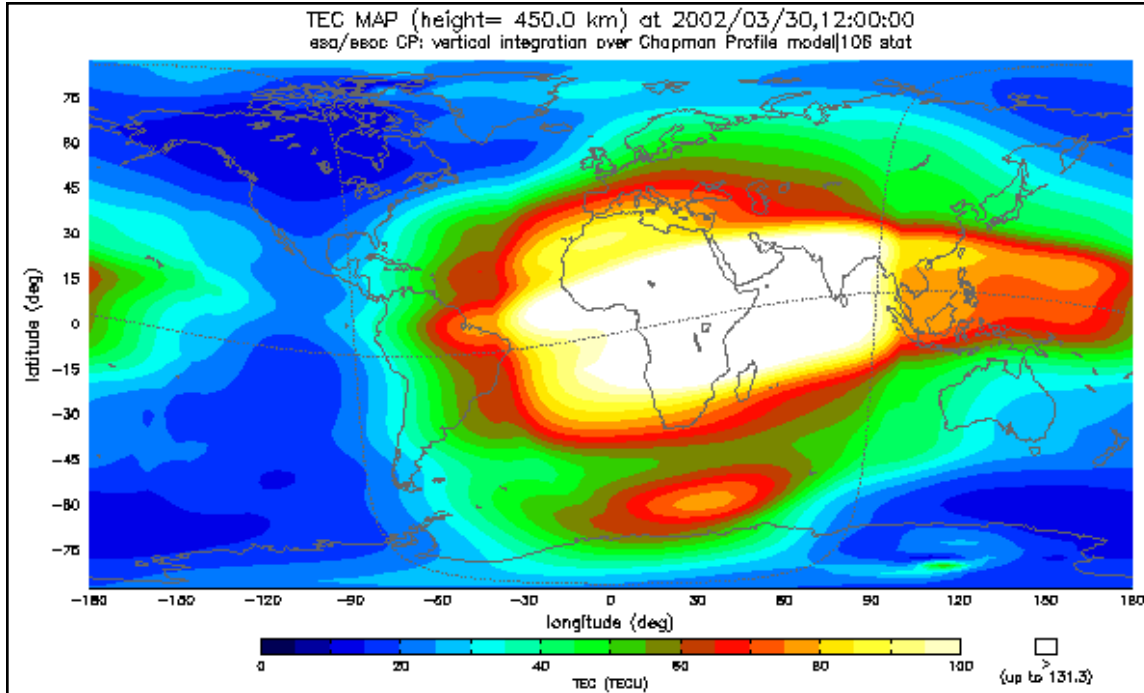 TEC MAP (height= 450.0 km) at 2002/03/30,12:00:00
esa/esoc CP: vertical integration over Chapman Profile model|106 stat
75
60
45
30
15
0
-15
-30
-45
-60
-75
latitude (deg)
-180 -150 -120 -90 -60 -30 0 30 60 90 120 150 180
longitude (deg)
0 20 40 60 80 100
>
TEC (TECU)
(up to 131.3)